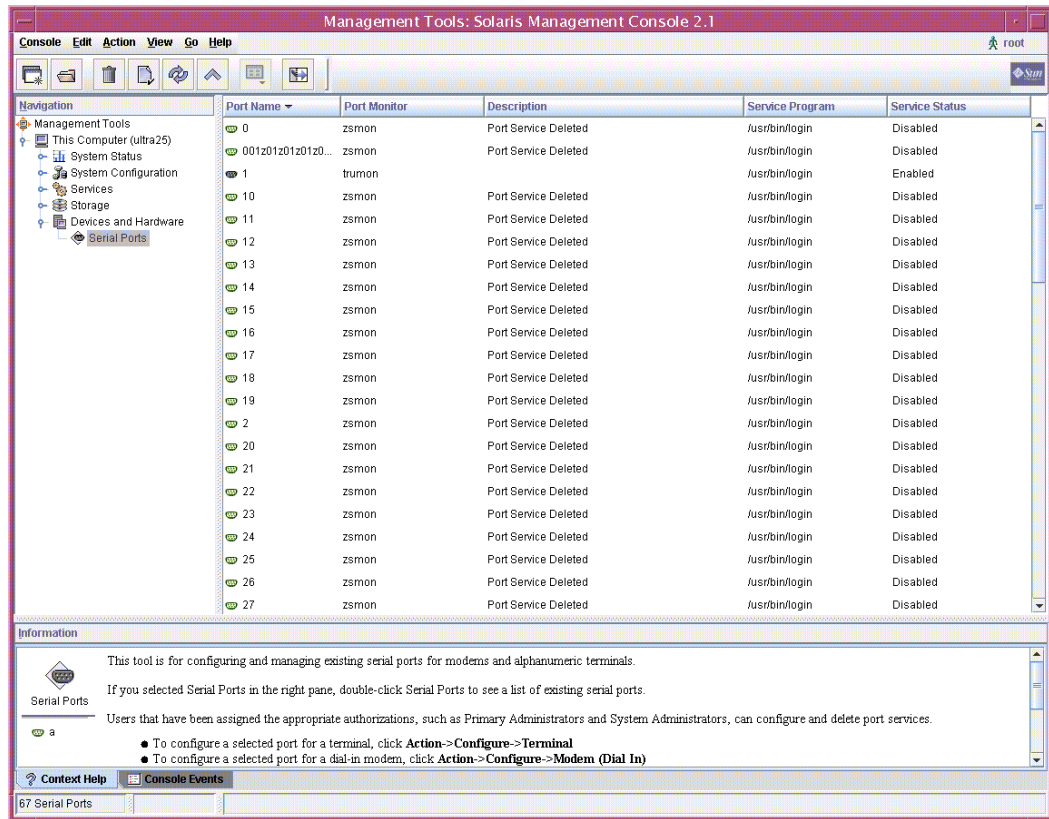 Management Tools: Solaris Management Console 2.1
Console Edit Action View Go Help root
Sun
Navigation
Management Tools
This Computer (ultra25)
System Status
System Configuration
Services
Storage
Devices and Hardware
Serial Ports
Port Name Port Monitor Description Service Program Service Status
0 zsmon Port Service Deleted /usr/bin/login Disabled
001z01z01z01z0... zsmon Port Service Deleted /usr/bin/login Disabled
1 trumon /usr/bin/login Enabled
10 zsmon Port Service Deleted /usr/bin/login Disabled
11 zsmon Port Service Deleted /usr/bin/login Disabled
12 zsmon Port Service Deleted /usr/bin/login Disabled
13 zsmon Port Service Deleted /usr/bin/login Disabled
14 zsmon Port Service Deleted /usr/bin/login Disabled
15 zsmon Port Service Deleted /usr/bin/login Disabled
16 zsmon Port Service Deleted /usr/bin/login Disabled
17 zsmon Port Service Deleted /usr/bin/login Disabled
18 zsmon Port Service Deleted /usr/bin/login Disabled
19 zsmon Port Service Deleted /usr/bin/login Disabled
2 zsmon Port Service Deleted /usr/bin/login Disabled
20 zsmon Port Service Deleted /usr/bin/login Disabled
21 zsmon Port Service Deleted /usr/bin/login Disabled
22 zsmon Port Service Deleted /usr/bin/login Disabled
23 zsmon Port Service Deleted /usr/bin/login Disabled
24 zsmon Port Service Deleted /usr/bin/login Disabled
25 zsmon Port Service Deleted /usr/bin/login Disabled
26 zsmon Port Service Deleted /usr/bin/login Disabled
27 zsmon Port Service Deleted /usr/bin/login Disabled
Information
Serial Ports
a
This tool is for configuring and managing existing serial ports for modems and alphanumeric terminals.
If you selected Serial Ports in the right pane, double-click Serial Ports to see a list of existing serial ports.
Users that have been assigned the appropriate authorizations, such as Primary Administrators and System Administrators, can configure and delete port services.
● To configure a selected port for a terminal, click Action->Configure->Terminal
● To configure a selected port for a dial-in modem, click Action->Configure->Modem (Dial In)
Context Help Console Events
67 Serial Ports